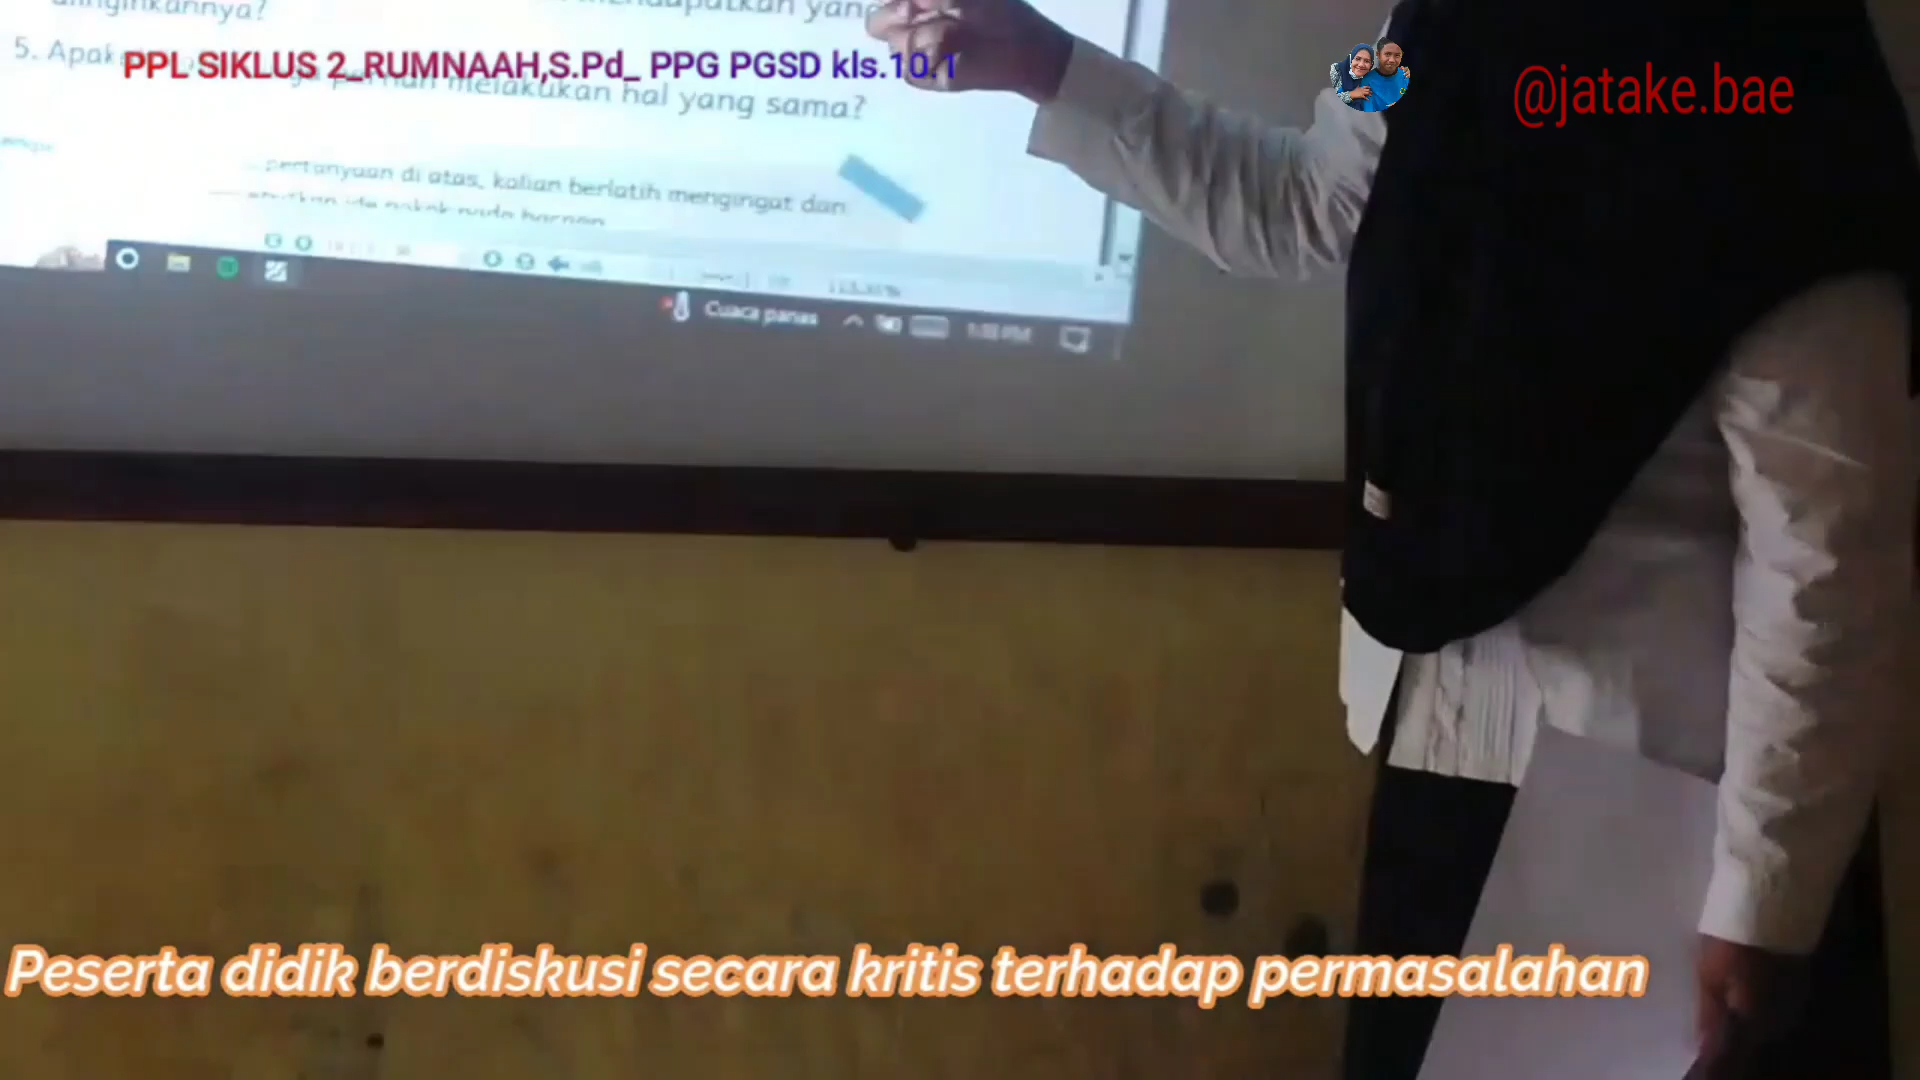 yang
5. Apak
PPL SIKLUS 2_RUMNAAH,S.Pd_ PPG PGSD kls.10.1
@jatake.bae
melakukan hal yang sama?
pertanyaan di atas, kalian berlatih mengingat dan
Cuaca panas
Peserta didik berdiskusi secara kritis terhadap permasalahan